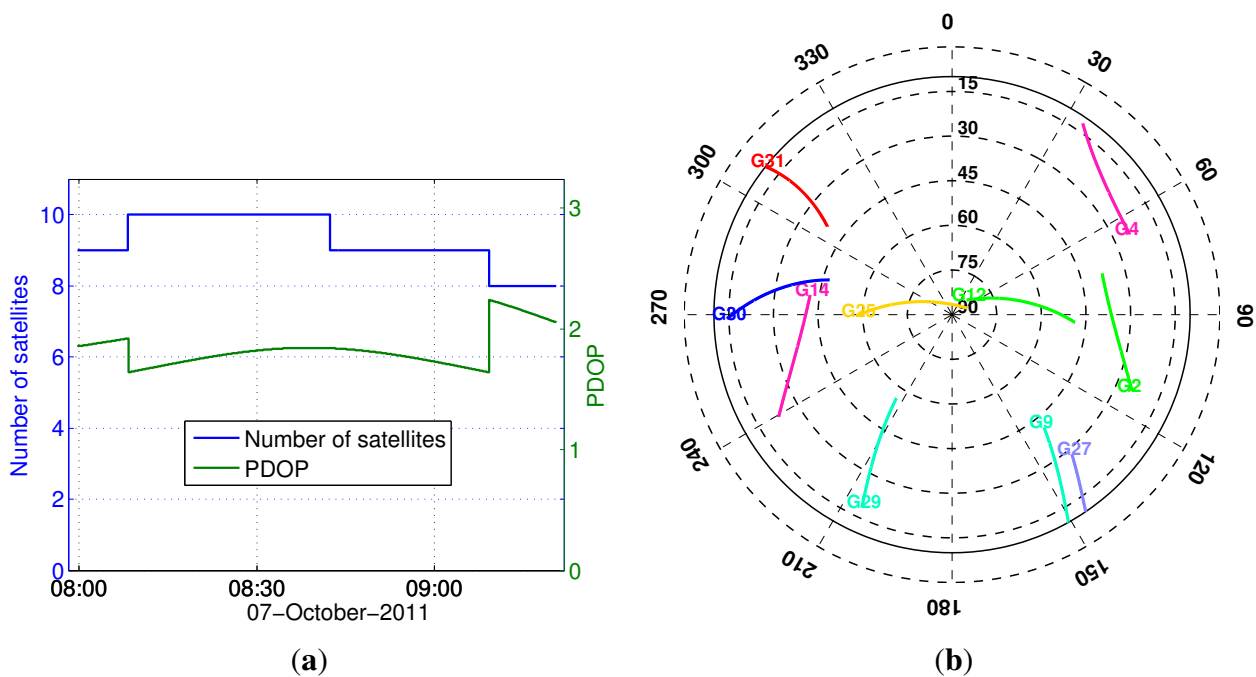 Number of satellites
10
8
6
4
2
0
3
2
1
0
PDOP
Number of satellites
PDOP
08:00
08:30
09:00
07-October-2011
(a)
0
30
60
90
120
150
180
210
240
270
300
330
15
30
45
60
75
90
G31
G4
G30
G14
G25
G12
G2
G9
G27
G29
(b)